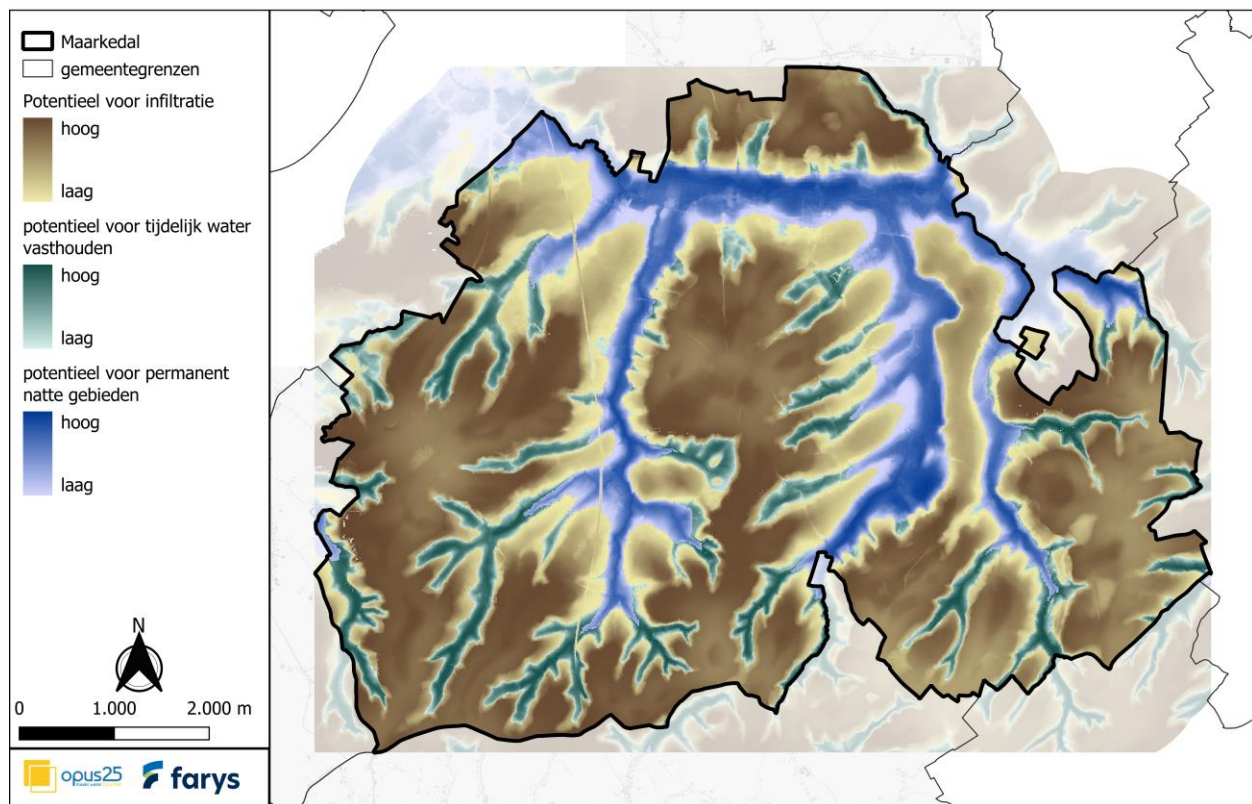 Maarkedal
gemeentegrenzen
Potentieel voor infiltratie
hoog
laag
potentieel voor tijdelijk water
vasthouden
hoog
laag
potentieel voor permanent
natte gebieden
hoog
laag
N
0 1.000 2.000 m
opus25
farys